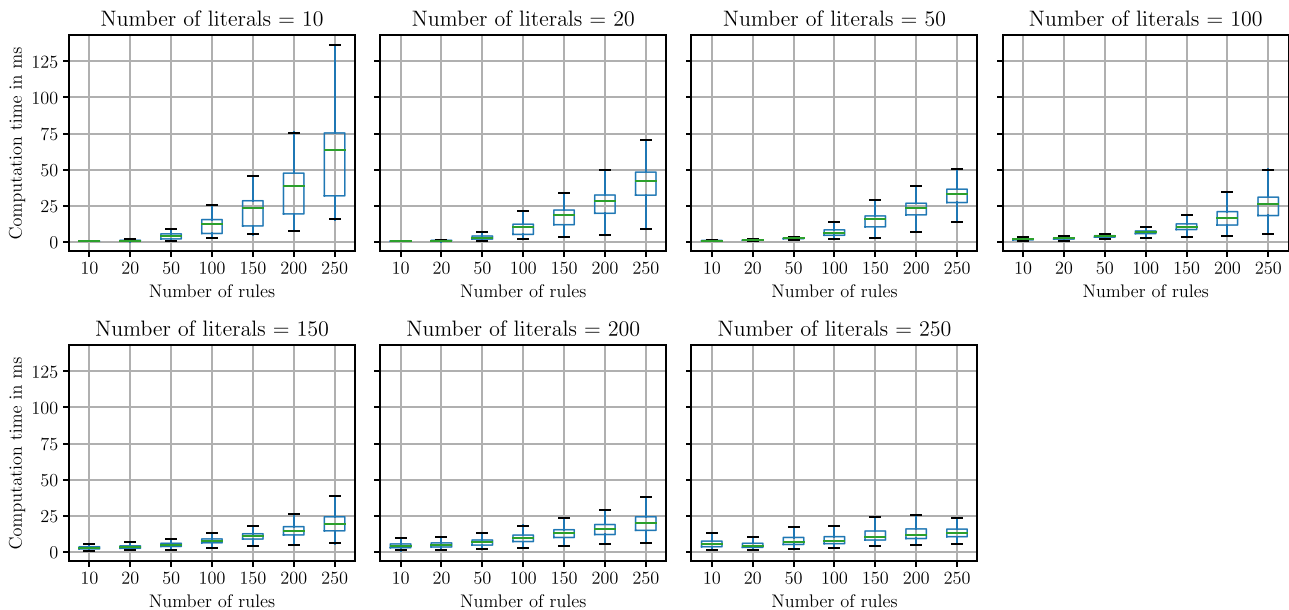 Number of literals = 10
Number of literals = 20
Number of literals = 50
Number of literals = 100
Computation time in ms
125
100
75
50
25
0
10 20 50 100 150 200 250
10 20 50 100 150 200 250
10 20 50 100 150 200 250
10 20 50 100 150 200 250
Number of rules
Number of rules
Number of rules
Number of rules
Number of literals = 150
Number of literals = 200
Number of literals = 250
Computation time in ms
125
100
75
50
25
0
10 20 50 100 150 200 250
10 20 50 100 150 200 250
10 20 50 100 150 200 250
Number of rules
Number of rules
Number of rules